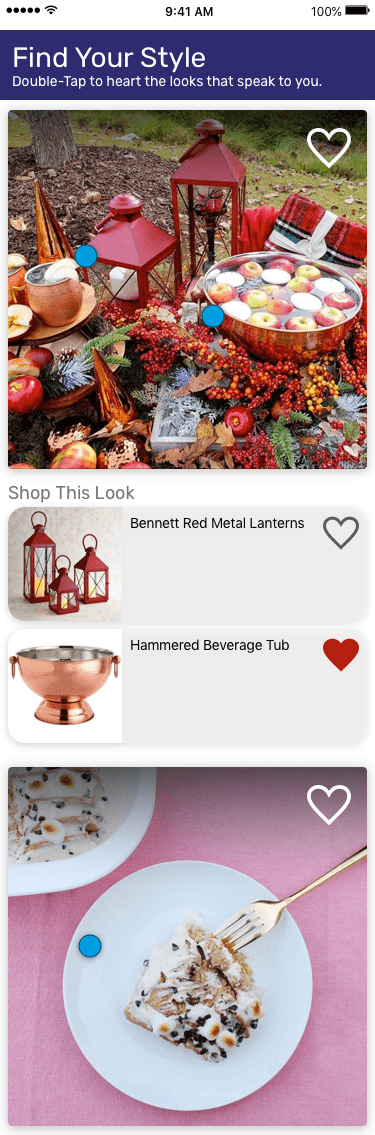 9:41 AM
100%
Find Your Style
Double-Tap to heart the looks that speak to you.
Shop This Look
Bennett Red Metal Lanterns
Hammered Beverage Tub